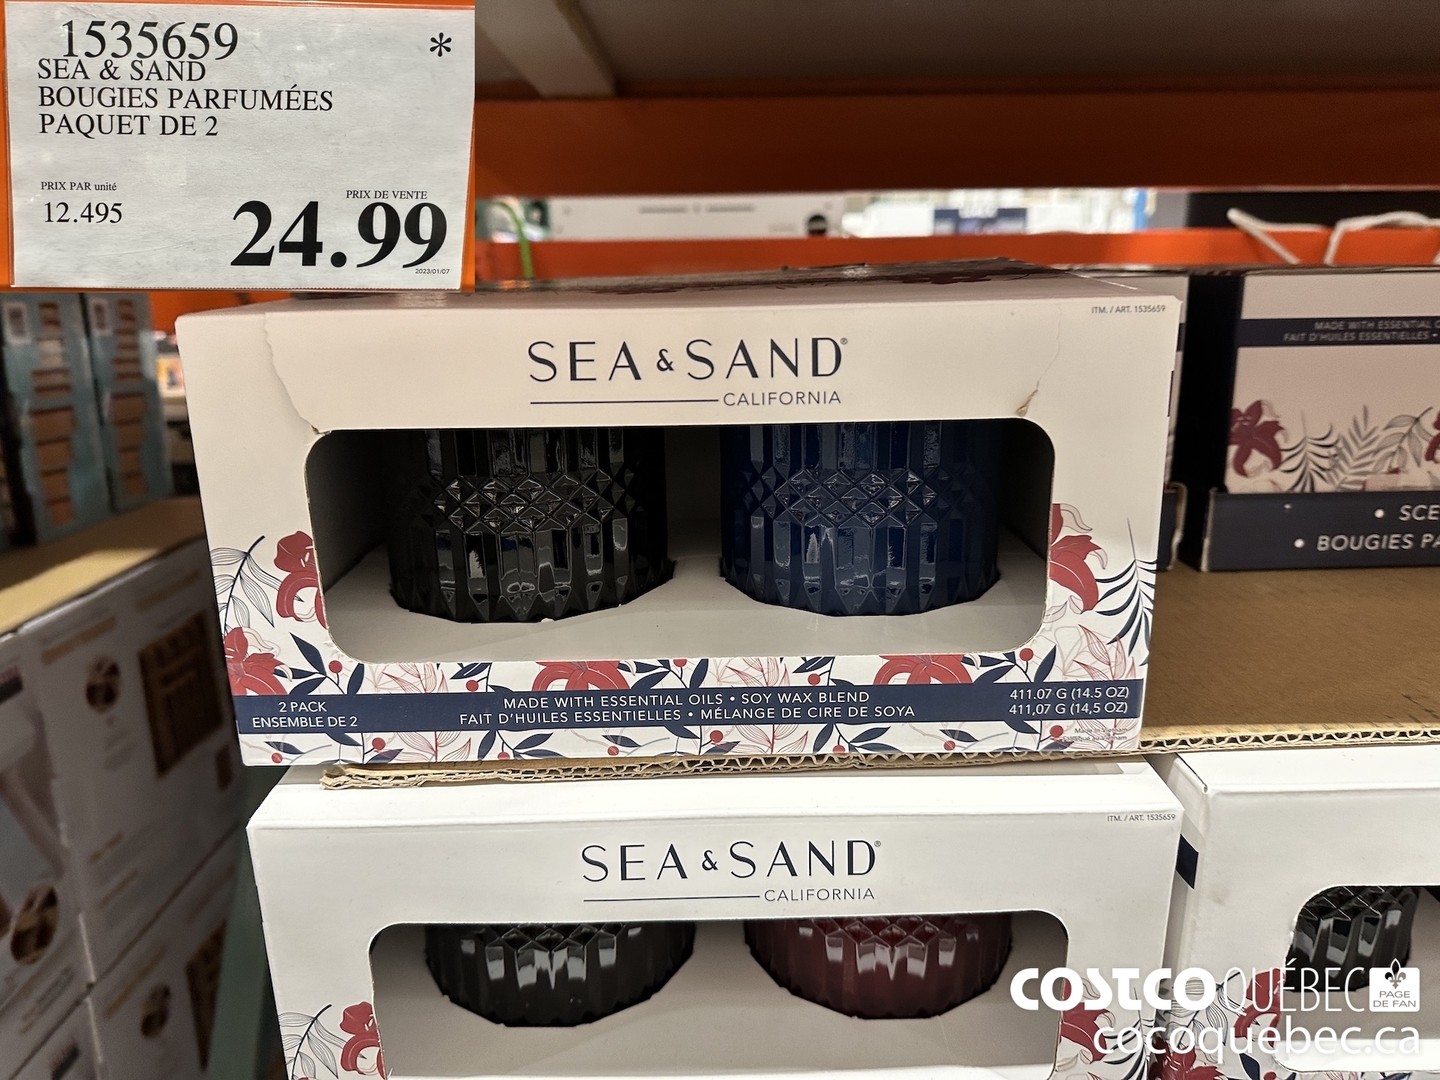 1535659
*
SEA & SAND
BOUGIES PARFUMÉES
PAQUET DE 2
PRIX PAR unité
12.495
PRIX DE VENTE
24.99
2023/01/07
ITM. / ART. 1535659
SEA & SAND®
CALIFORNIA
2 PACK
ENSEMBLE DE 2
MADE WITH ESSENTIAL OILS • SOY WAX BLEND
FAIT D'HUILES ESSENTIELLES • MÉLANGE DE CIRE DE SOYA
411.07 G (14.5 OZ)
411,07 G (14,5 OZ)
Made in Vietnam
MADE WITH ESSENTIAL
FAIT D'HUILES ESSENTIELLES •
• SCE
• BOUGIES PA
ITM. / ART. 1535659
SEA & SAND®
CALIFORNIA
COSTCO QUÉBEC
PAGE
DE FAN
cocoquebec.ca